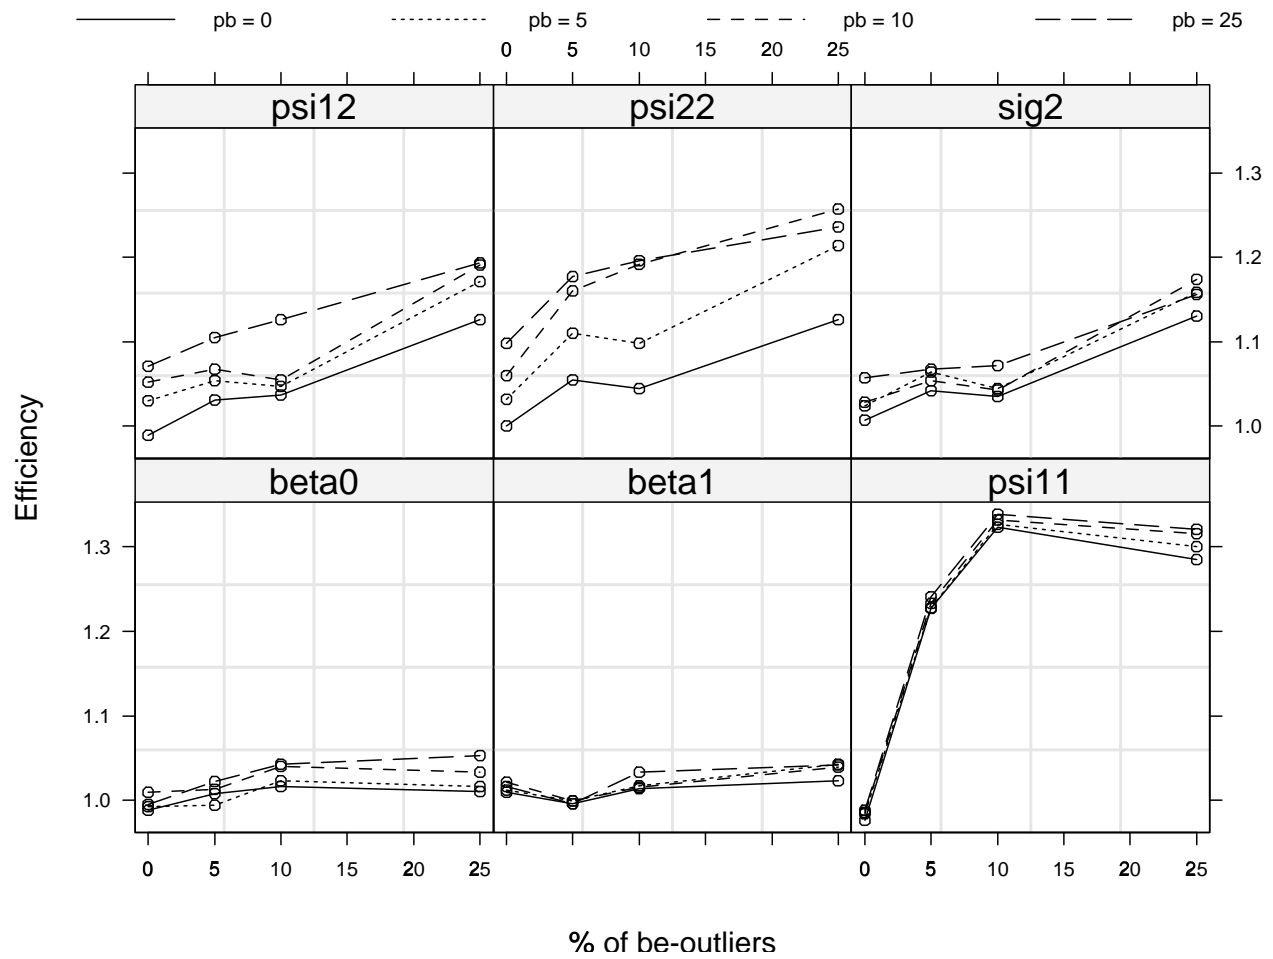 pb = 0 pb = 5 pb = 10 pb = 25
0 5 10 15 20 25
psi12 psi22 sig2
1.3
1.2
1.1
1.0
Efficiency
beta0 beta1 psi11
1.3
1.2
1.1
1.0
0 5 10 15 20 25 0 5 10 15 20 25
% of be-outliers